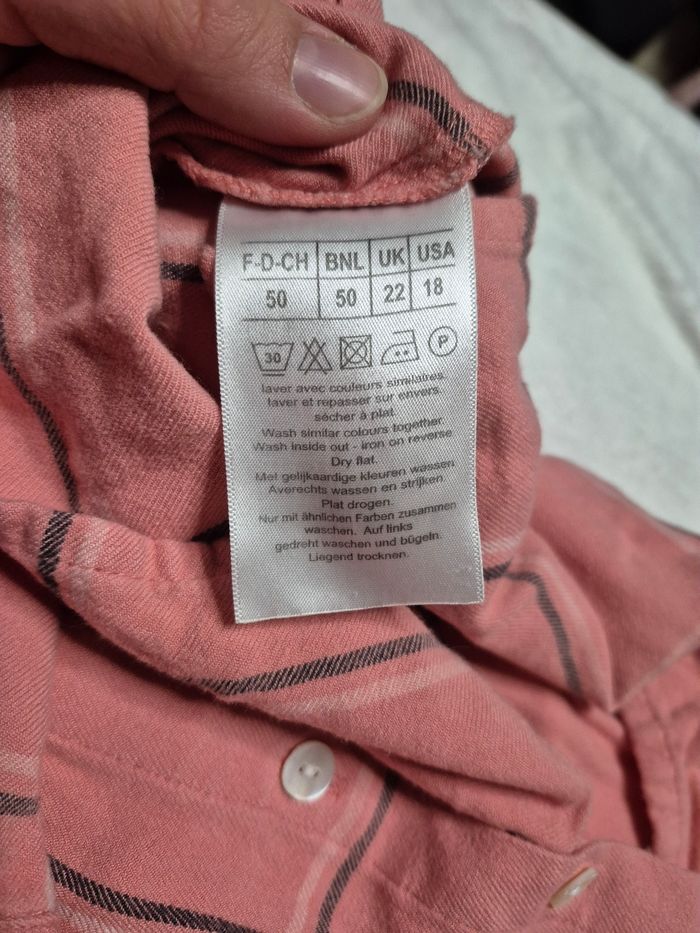 F-D-CH BNL UK USA
50 50 22 18
30 P
laver avec couleurs similaires.
laver et repasser sur envers.
sécher à plat.
Wash similar colours together.
Wash inside out - iron on reverse
Dry flat.
Met gelijkaardige kleuren wassen
Averechts wassen en strijken.
Plat drogen.
Nur mit ähnlichen Farben zusammen
waschen. Auf links
gedreht waschen und bügeln.
Liegend trocknen.